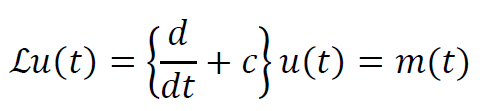 ℒu(t) = {d/dt + c} u(t) = m(t)